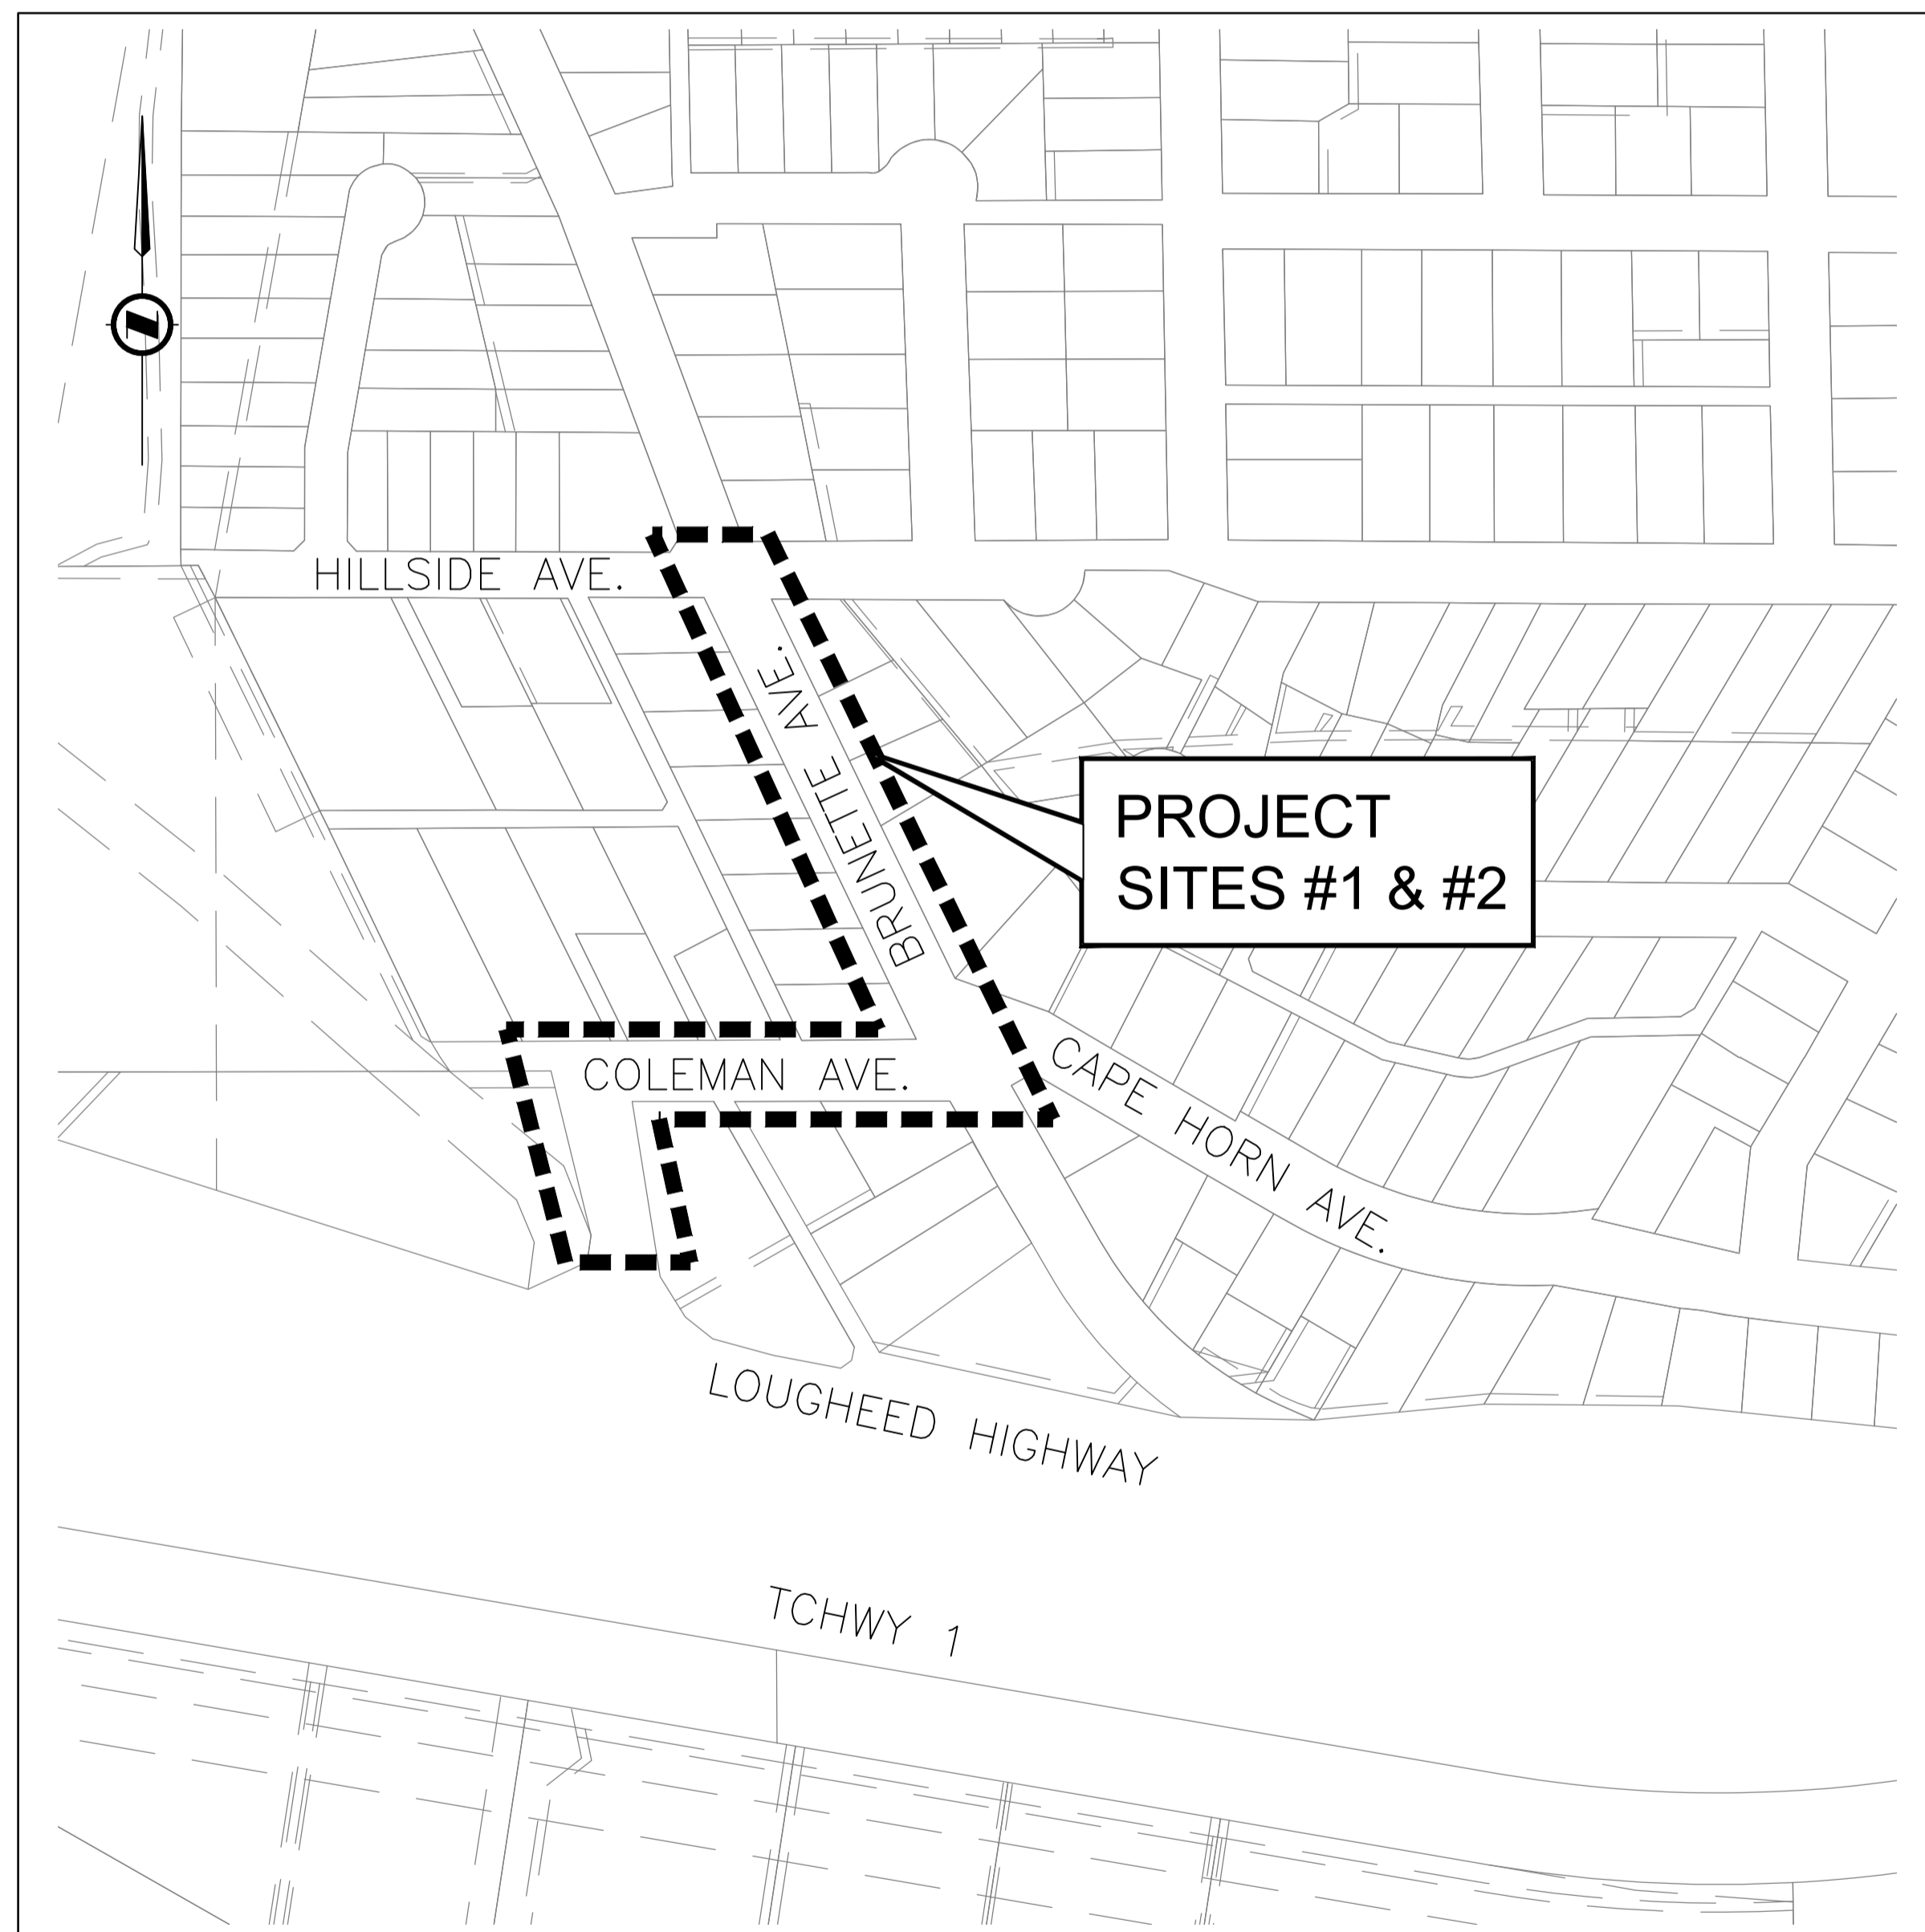 N
HILLSIDE AVE.
BRUNETTE AVE.
PROJECT
SITES #1 & #2
COLEMAN AVE.
CAPE HORN AVE.
LOUGHEED HIGHWAY
TCHWY 1